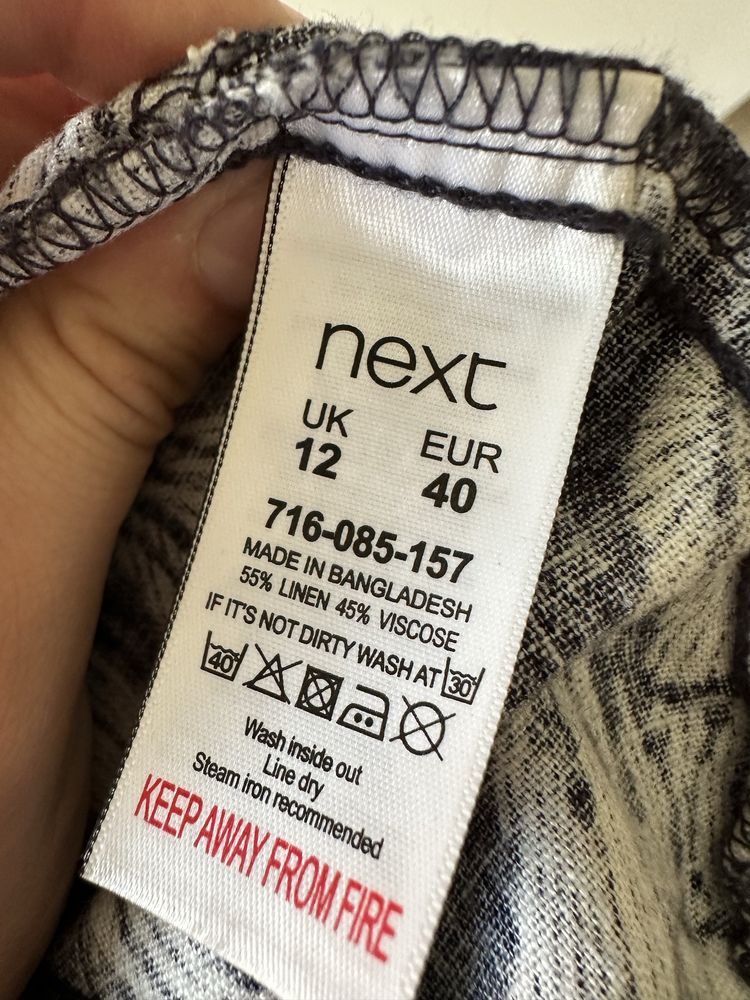 next
UK EUR
12 40
716-085-157
MADE IN BANGLADESH
55% LINEN 45% VISCOSE
IF IT'S NOT DIRTY WASH AT 30°
40°
Wash inside out
Line dry
Steam iron recommended
KEEP AWAY FROM FIRE